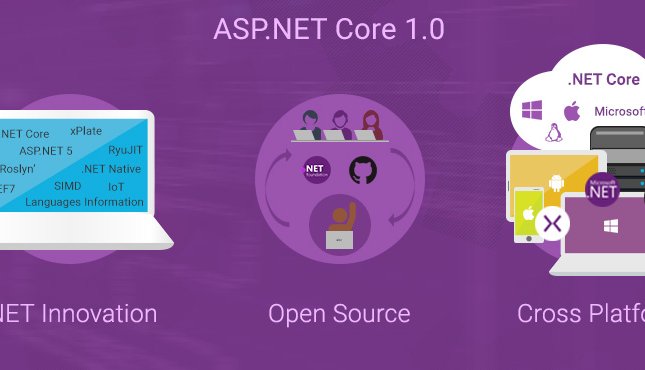 ASP.NET Core 1.0
NET Core
xPlate
ASP.NET 5
RyuJIT
Roslyn'
.NET Native
EF7
SIMD
IoT
Languages Information
.NET
foundation
.NET Core
Microsoft
Microsoft
.NET
NET Innovation
Open Source
Cross Platfo